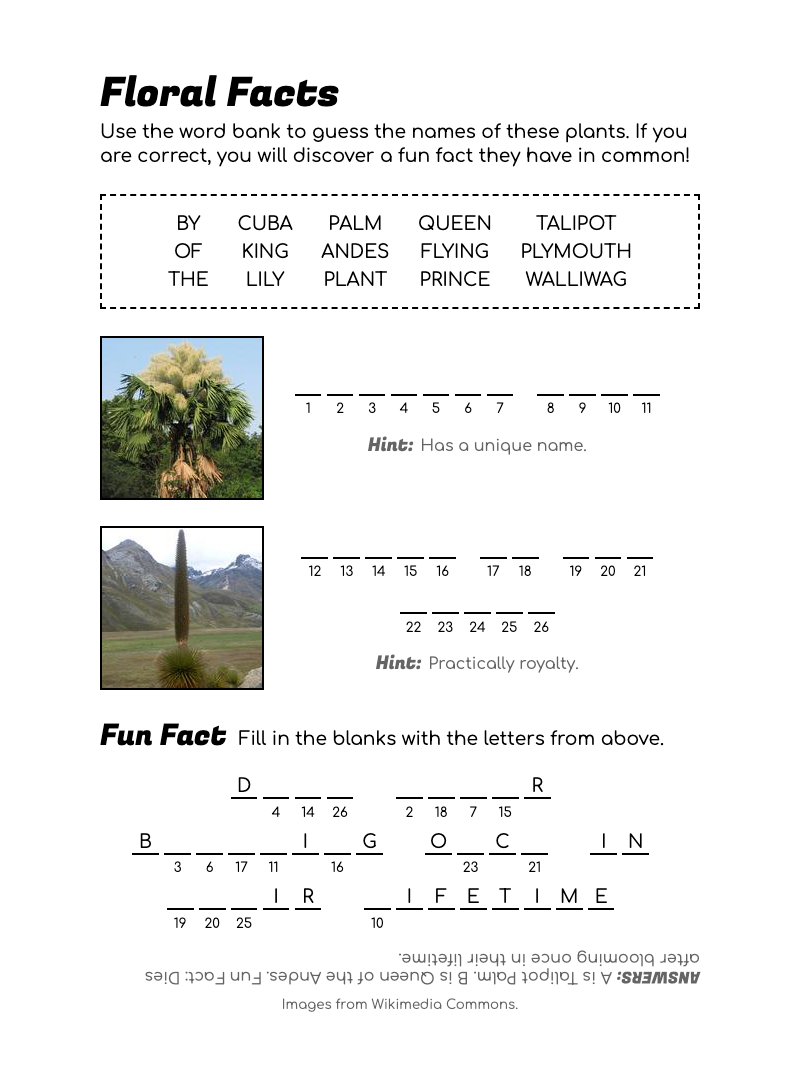 Floral Facts
Use the word bank to guess the names of these plants. If you
are correct, you will discover a fun fact they have in common!
BY CUBA PALM QUEEN TALIPOT
OF KING ANDES FLYING PLYMOUTH
THE LILY PLANT PRINCE WALLIWAG
1 2 3 4 5 6 7 8 9 10 11
Hint: Has a unique name.
12 13 14 15 16 17 18 19 20 21
22 23 24 25 26
Hint: Practically royalty.
Fun Fact Fill in the blanks with the letters from above.
D R
4 14 26 2 18 7 15
B I G O C I N
3 6 17 11 16 23 21
I R I F E T I M E
19 20 25 10
ANSWERS: A is Talipot Palm. B is Queen of the Andes. Fun Fact: Dies
after blooming once in their lifetime.
Images from Wikimedia Commons.